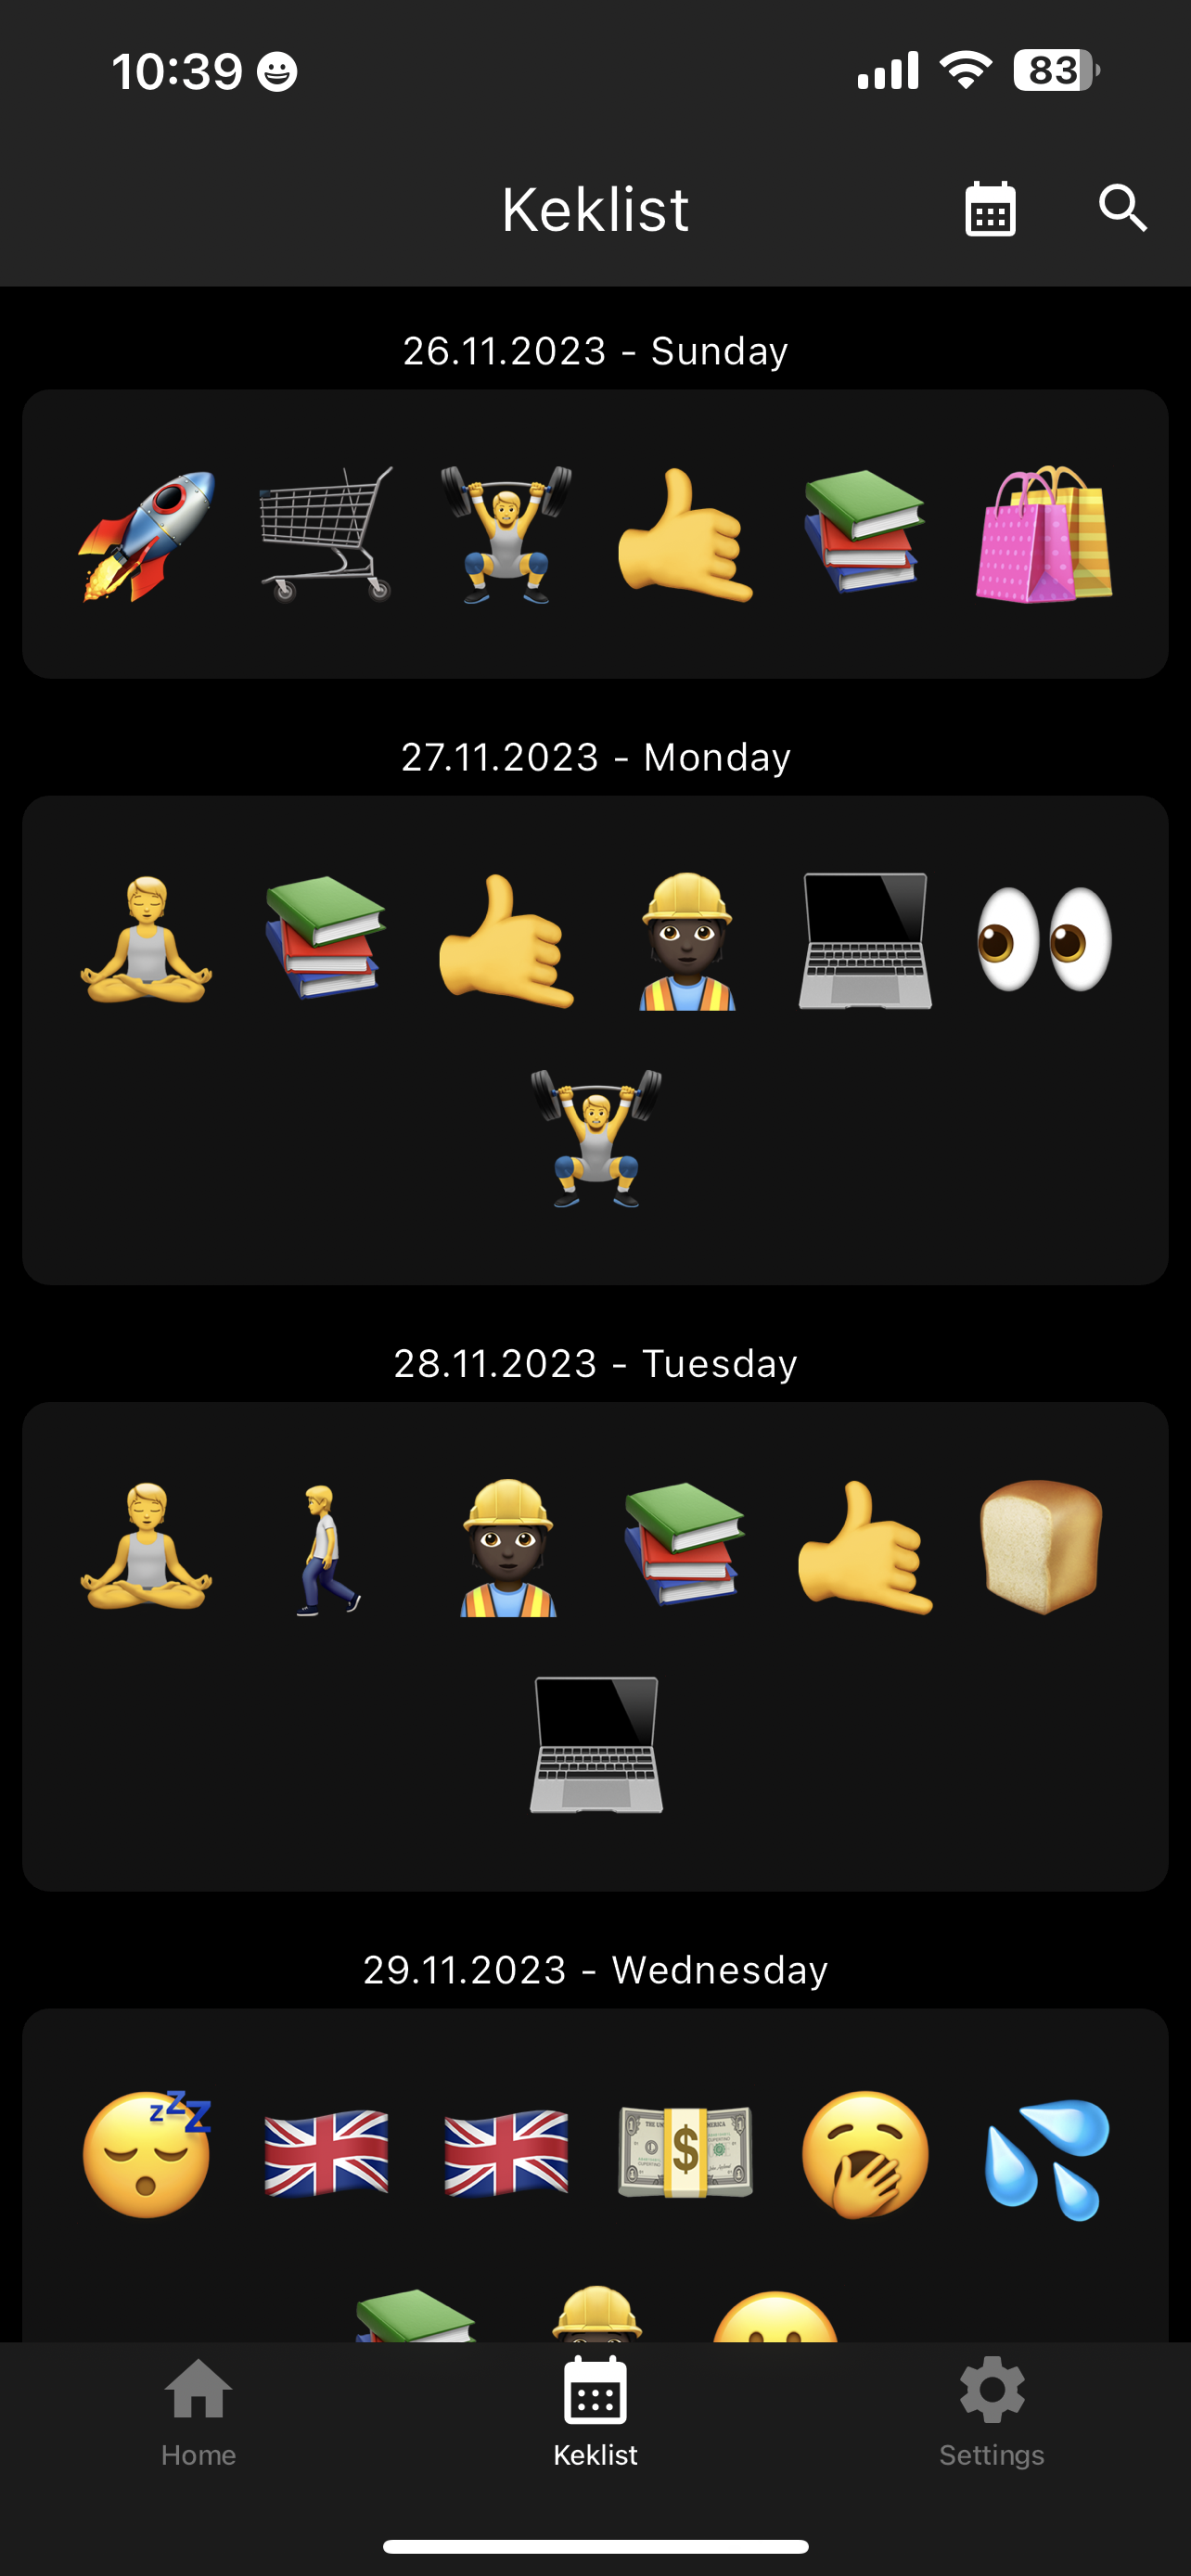 10:39
83
Keklist
26.11.2023 - Sunday
27.11.2023 - Monday
28.11.2023 - Tuesday
29.11.2023 - Wednesday
Home
Keklist
Settings